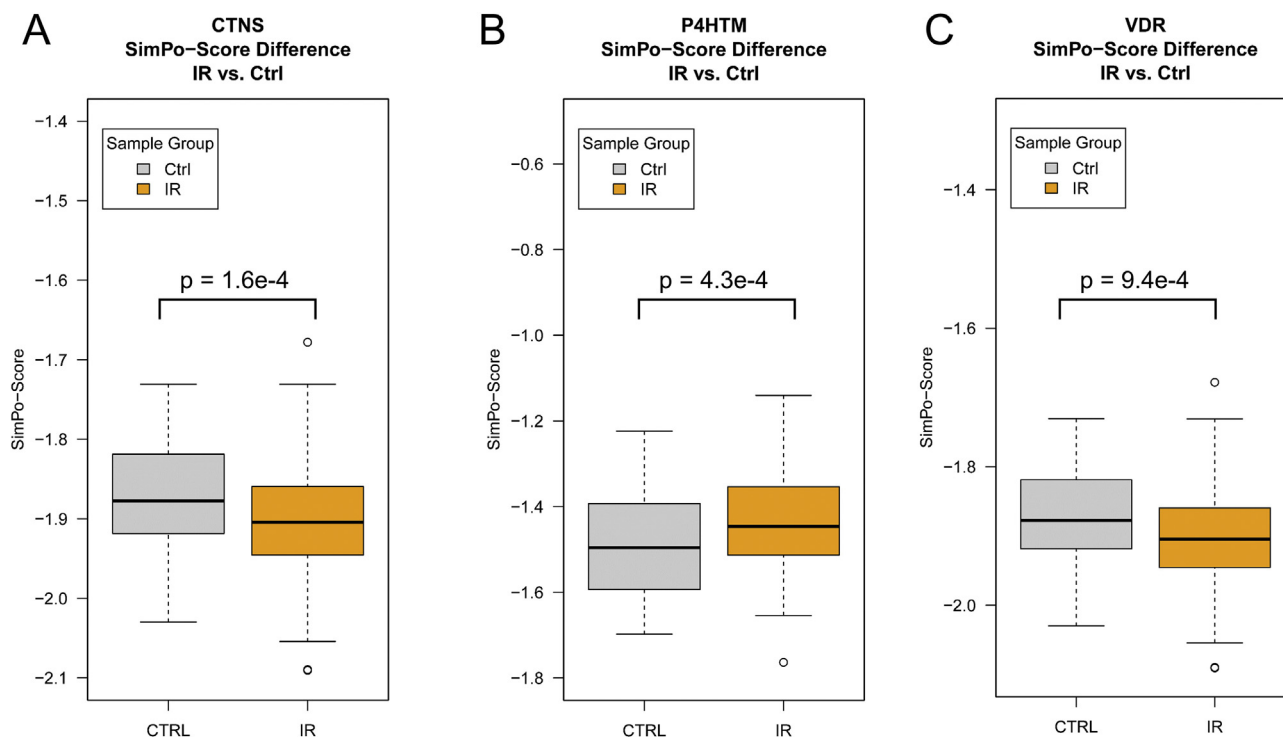 A
CTNS
SimPo-Score Difference
IR vs. Ctrl
−1.4
−1.5
−1.6
−1.7
−1.8
−1.9
−2.0
−2.1
SimPo-Score
Sample Group
Ctrl
IR
p = 1.6e-4
CTRL
IR
B
P4HTM
SimPo-Score Difference
IR vs. Ctrl
−0.6
−0.8
−1.0
−1.2
−1.4
−1.6
−1.8
SimPo-Score
Sample Group
Ctrl
IR
p = 4.3e-4
CTRL
IR
C
VDR
SimPo-Score Difference
IR vs. Ctrl
−1.4
−1.6
−1.8
−2.0
SimPo-Score
Sample Group
Ctrl
IR
p = 9.4e-4
CTRL
IR